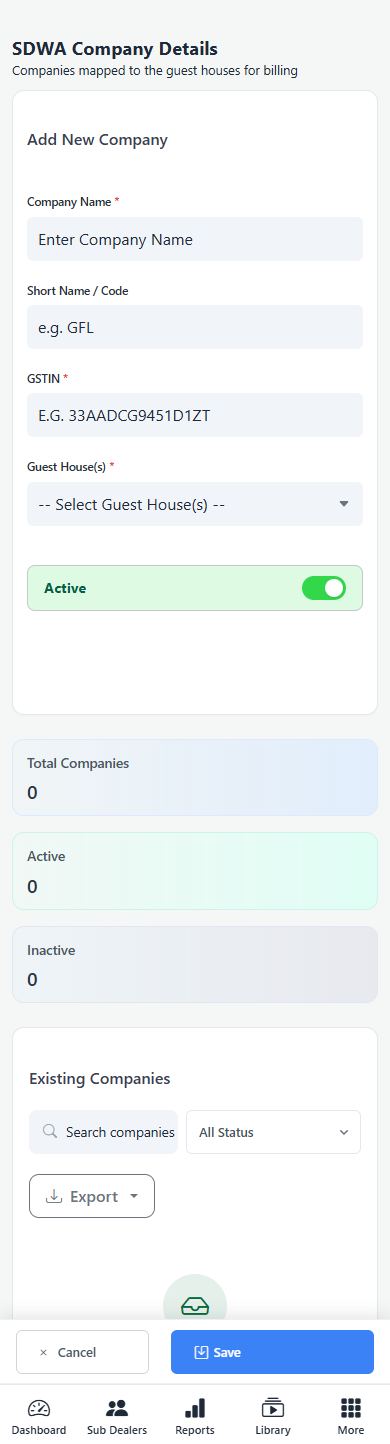 SDWA Company Details
Companies mapped to the guest houses for billing
Add New Company
Company Name *
Enter Company Name
Short Name / Code
e.g. GFL
GSTIN *
E.G. 33AADCG9451D1ZT
Guest House(s) *
-- Select Guest House(s) --
Active
Total Companies
0
Active
0
Inactive
0
Existing Companies
Search companies
All Status
Export
× Cancel
Save
Dashboard
Sub Dealers
Reports
Library
More